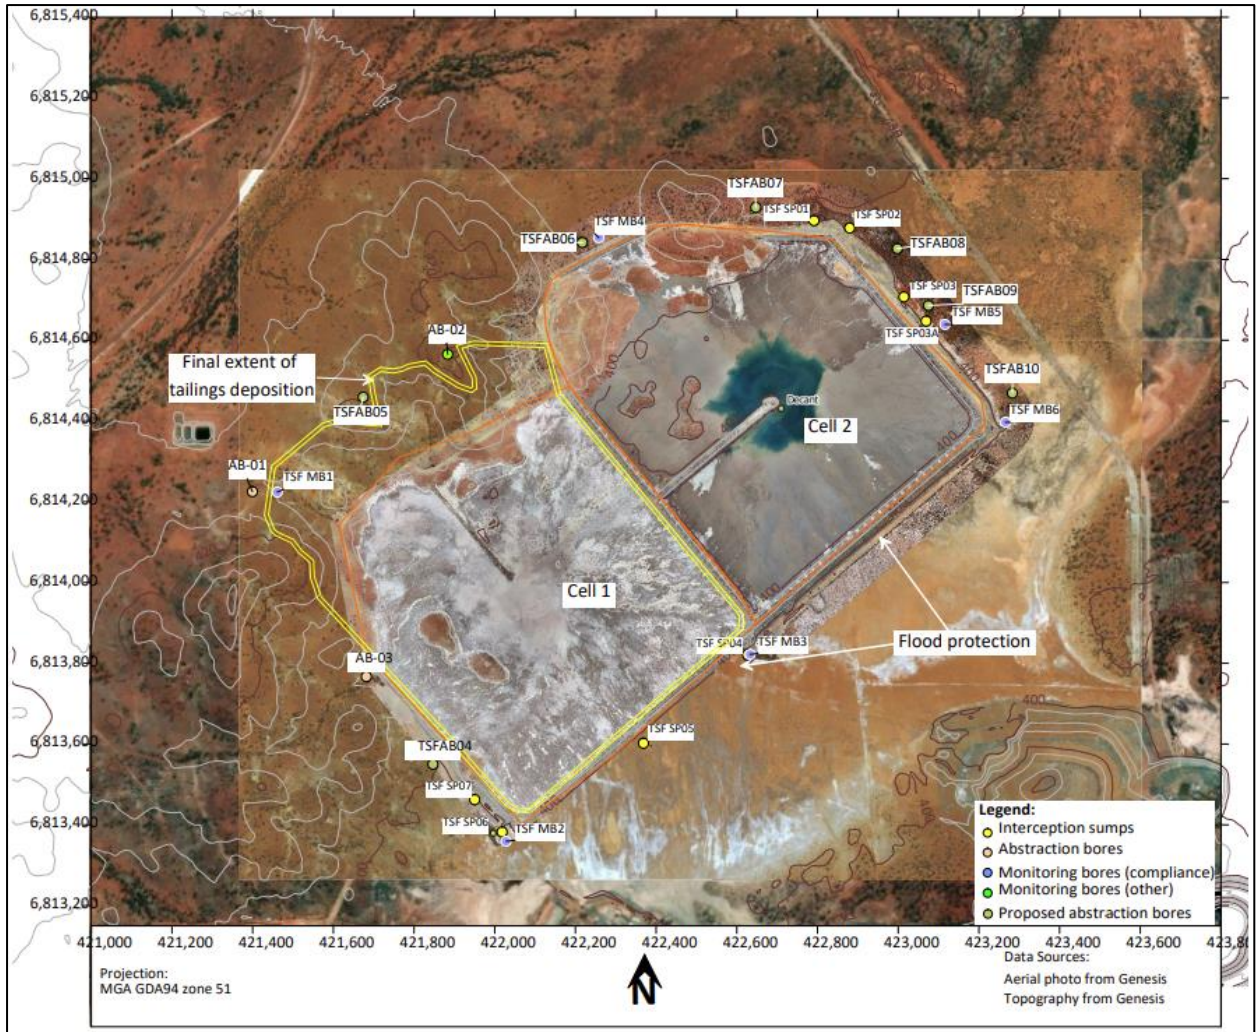 6,815,400
6,815,200
6,815,000
TSFAB07
TSF SP01
TSF SP02
TSF MB4
TSFAB06
TSFAB08
6,814,800
TSF SP03
TSFAB09
TSF MB5
TSF SP03A
AB-02
6,814,600
Final extent of
tailings deposition
400
TSFAB10
TSFAB05
Decant
TSF MB6
6,814,400
Cell 2
400
AB-01
TSF MB1
6,814,200
400
6,814,000
Cell 1
TSF SP04
TSF MB3
Flood protection
AB-03
6,813,800
400
400
TSF SP05
TSFAB04
6,813,600
400
TSF SP07
TSF SP06
TSF MB2
6,813,400
Legend:
Interception sumps
Abstraction bores
Monitoring bores (compliance)
Monitoring bores (other)
Proposed abstraction bores
6,813,200
421,000
421,200
421,400
421,600
421,800
422,000
422,200
422,400
422,600
422,800
423,000
423,200
423,400
423,600
Projection:
MGA GDA94 zone 51
N
Data Sources:
Aerial photo from Genesis
Topography from Genesis